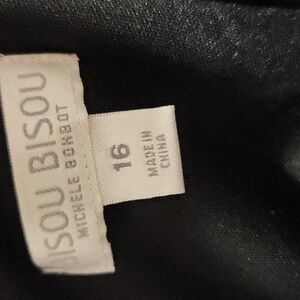 BISOU BISOU
MICHELE BOHBOT
16
MADE IN
CHINA